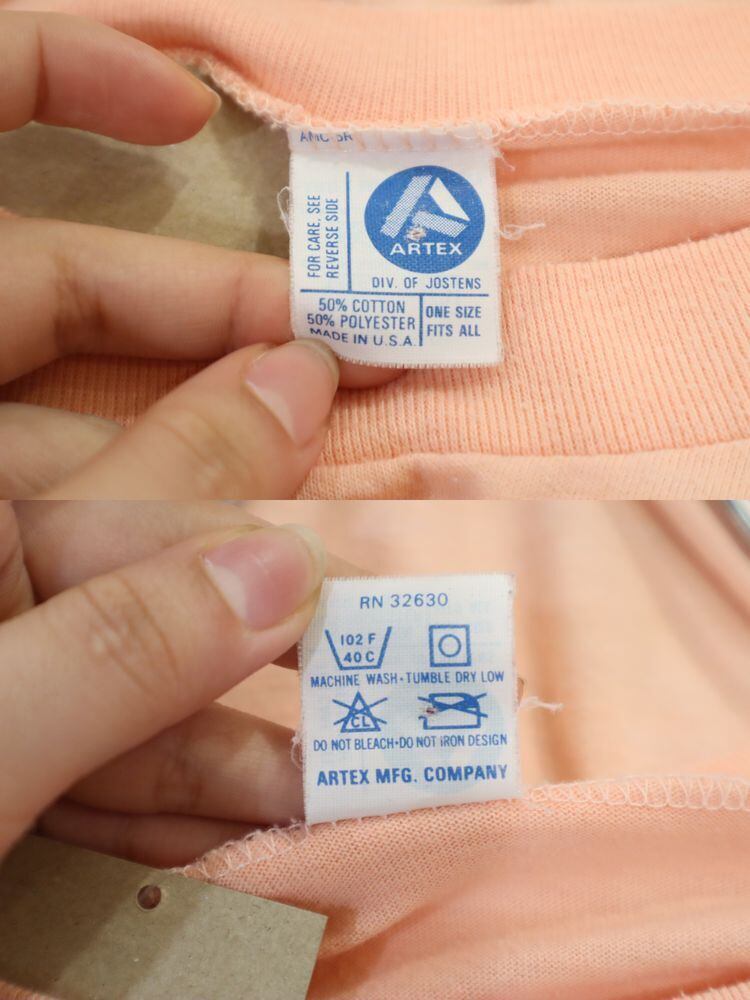 FOR CARE, SEE
REVERSE SIDE
ARTEX
DIV. OF JOSTENS
50% COTTON
50% POLYESTER
MADE IN U.S.A
ONE SIZE
FITS ALL
RN 32630
102 F
40 C
MACHINE WASH•TUMBLE DRY LOW
CL
DO NOT BLEACH•DO NOT IRON DESIGN
ARTEX MFG. COMPANY